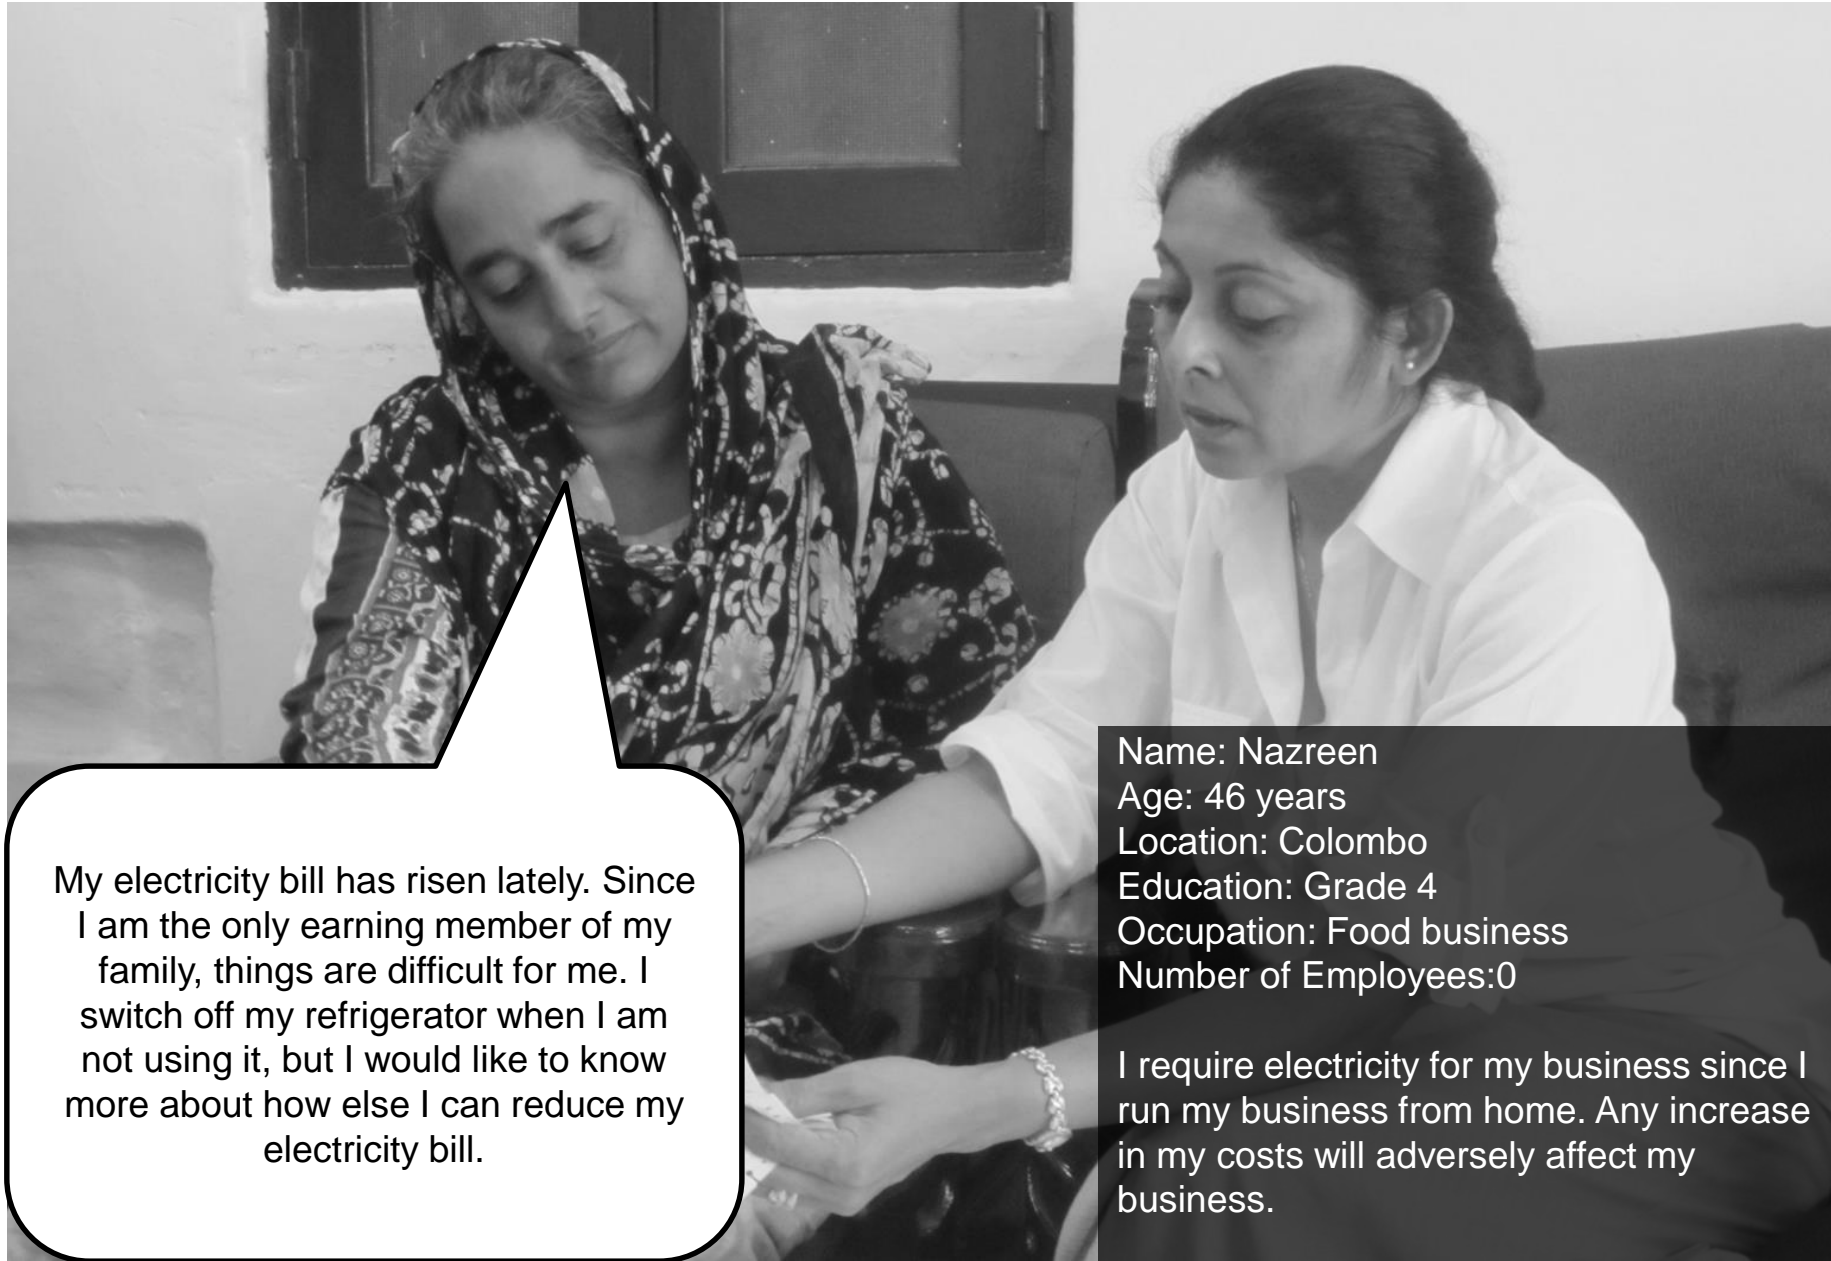 My electricity bill has risen lately. Since
I am the only earning member of my
family, things are difficult for me. I
switch off my refrigerator when I am
not using it, but I would like to know
more about how else I can reduce my
electricity bill.
Name: Nazreen
Age: 46 years
Location: Colombo
Education: Grade 4
Occupation: Food business
Number of Employees:0
I require electricity for my business since I
run my business from home. Any increase
in my costs will adversely affect my
business.